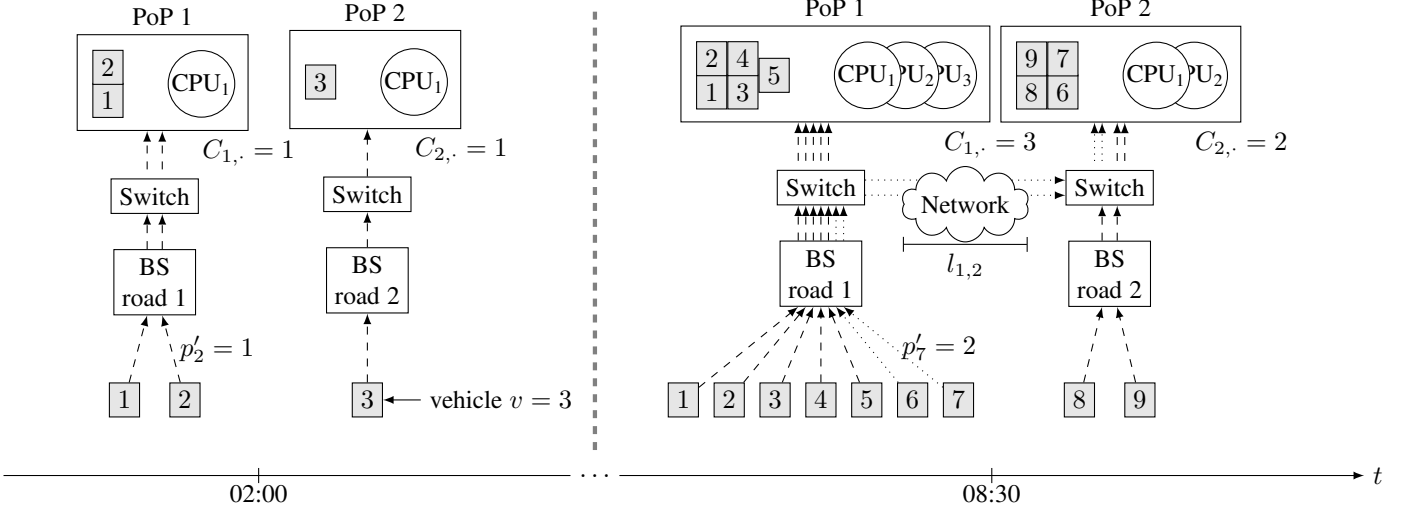 PoP 1
PoP 2
2
1
CPU₁
3
CPU₁
C₁,. = 1
C₂,. = 1
Switch
Switch
BS
road 1
BS
road 2
p′₂ = 1
1
2
3
vehicle v = 3
02:00
· · ·
PoP 1
PoP 2
2 4
1 3
5
CPU₁
PU₂
PU₃
9 7
8 6
CPU₁
PU₂
C₁,. = 3
C₂,. = 2
Switch
Network
Switch
l₁,₂
BS
road 1
BS
road 2
p′₇ = 2
1 2 3 4 5 6 7
8 9
08:30
t